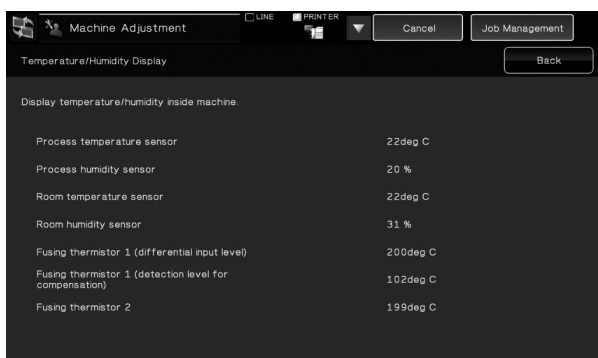 Machine Adjustment
LINE
PRINTER
Cancel
Job Management
Temperature/Humidity Display
Back
Display temperature/humidity inside machine.
Process temperature sensor 22deg C
Process humidity sensor 20 %
Room temperature sensor 22deg C
Room humidity sensor 31 %
Fusing thermistor 1 (differential input level) 200deg C
Fusing thermistor 1 (detection level for
compensation) 102deg C
Fusing thermistor 2 199deg C